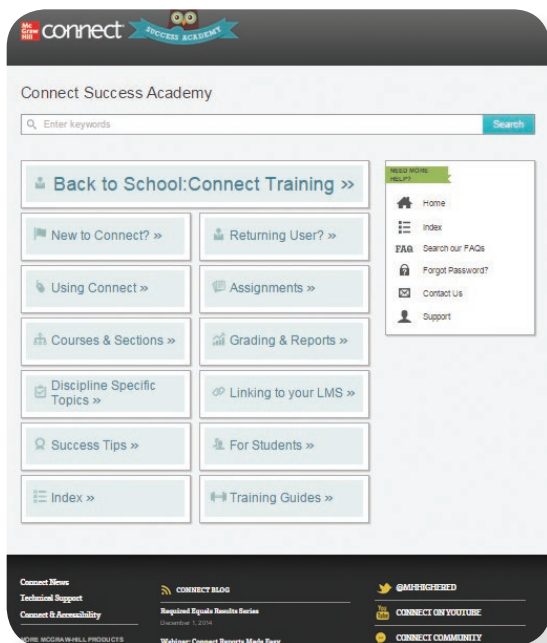 Mc
Graw
Hill
connect
SUCCESS ACADEMY
Connect Success Academy
Enter keywords
Search
Back to School:Connect Training »
New to Connect? »
Returning User? »
Using Connect »
Assignments »
Courses & Sections »
Grading & Reports »
Discipline Specific
Topics »
Linking to your LMS »
Success Tips »
For Students »
Index »
Training Guides »
NEED MORE
HELP?
Home
Index
FAQ Search our FAQs
Forgot Password?
Contact Us
Support
Connect News
Technical Support
Connect & Accessibility
MORE MCGRAW-HILL PRODUCTS
CONNECT BLOG
Required Equals Results Series
December 1, 2014
Webinar: Connect Reports Made Easy
@MHHIGHERED
You
Tube
CONNECT ON YOUTUBE
CONNECT COMMUNITY